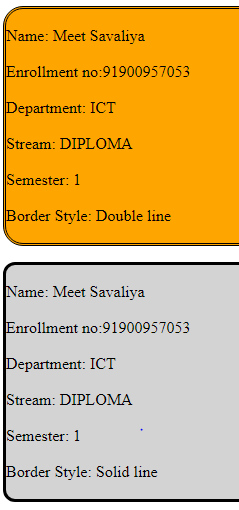 Name: Meet Savaliya
Enrollment no:91900957053
Department: ICT
Stream: DIPLOMA
Semester: 1
Border Style: Double line
Name: Meet Savaliya
Enrollment no:91900957053
Department: ICT
Stream: DIPLOMA
Semester: 1
Border Style: Solid line